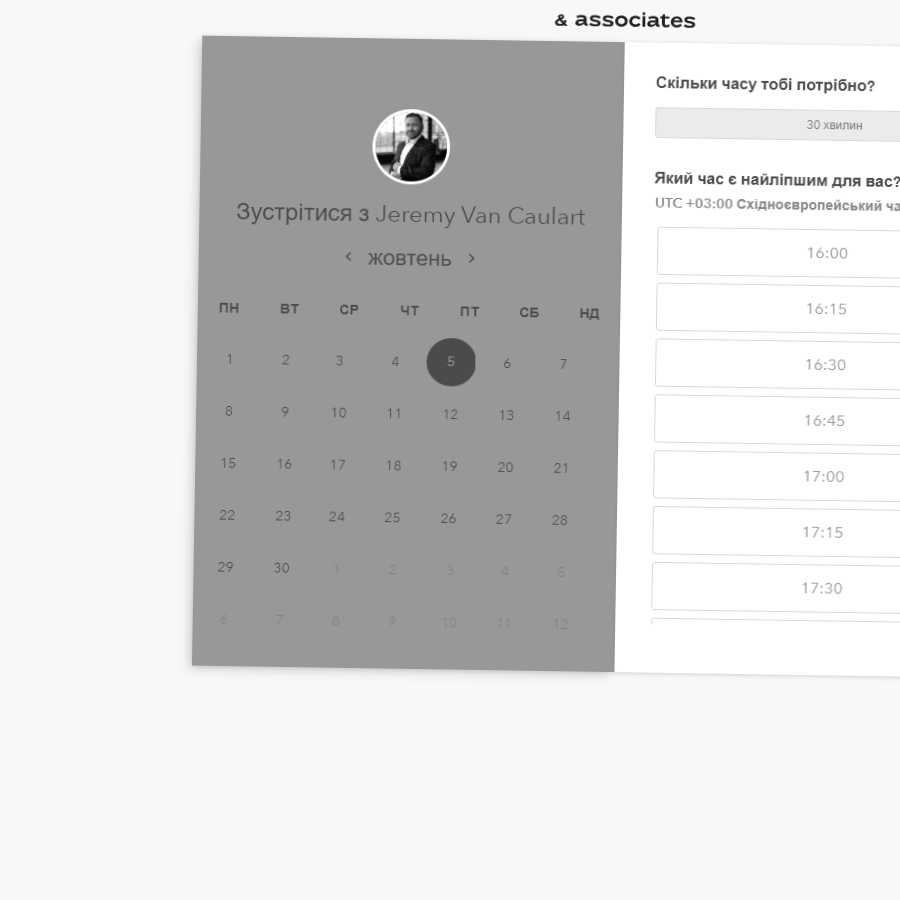 & associates
Зустрітися з Jeremy Van Caulart
жовтень
ПН ВТ СР ЧТ ПТ СБ НД
1 2 3 4 5 6 7
8 9 10 11 12 13 14
15 16 17 18 19 20 21
22 23 24 25 26 27 28
29 30 1 2 3 4 5
6 7 8 9 10 11 12
Скільки часу тобі потрібно?
30 хвилин
Який час є найліпшим для вас?
UTC +03:00 Східноєвропейський
16:00
16:15
16:30
16:45
17:00
17:15
17:30